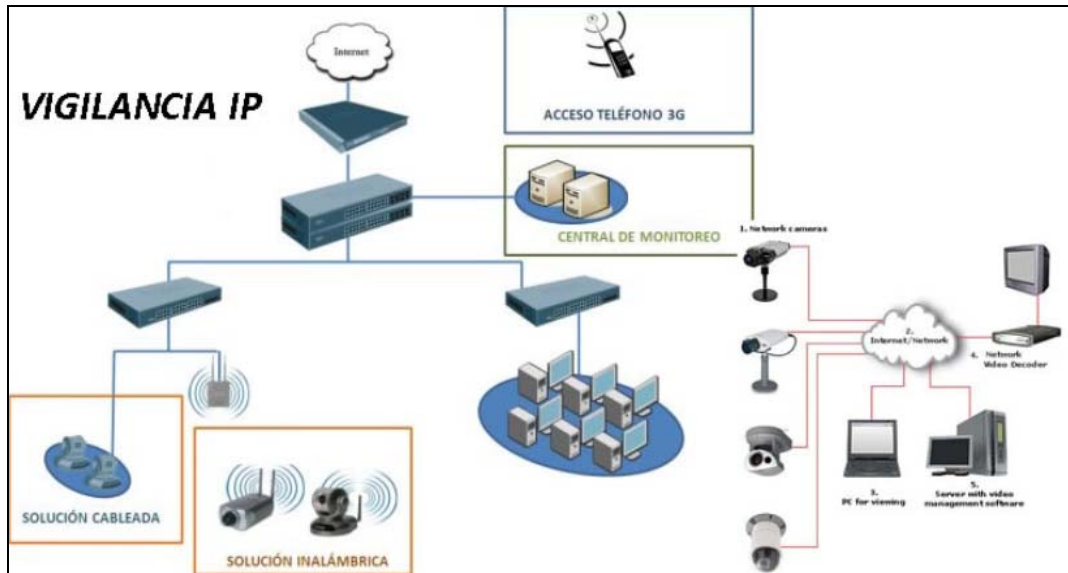 Internet
VIGILANCIA IP
ACCESO TELÉFONO 3G
CENTRAL DE MONITOREO
SOLUCIÓN CABLEADA
SOLUCIÓN INALÁMBRICA
1. Network cameras
2.
Internet/Network
4. Network
Video Decoder
3.
PC for viewing
5.
Server with video
management software